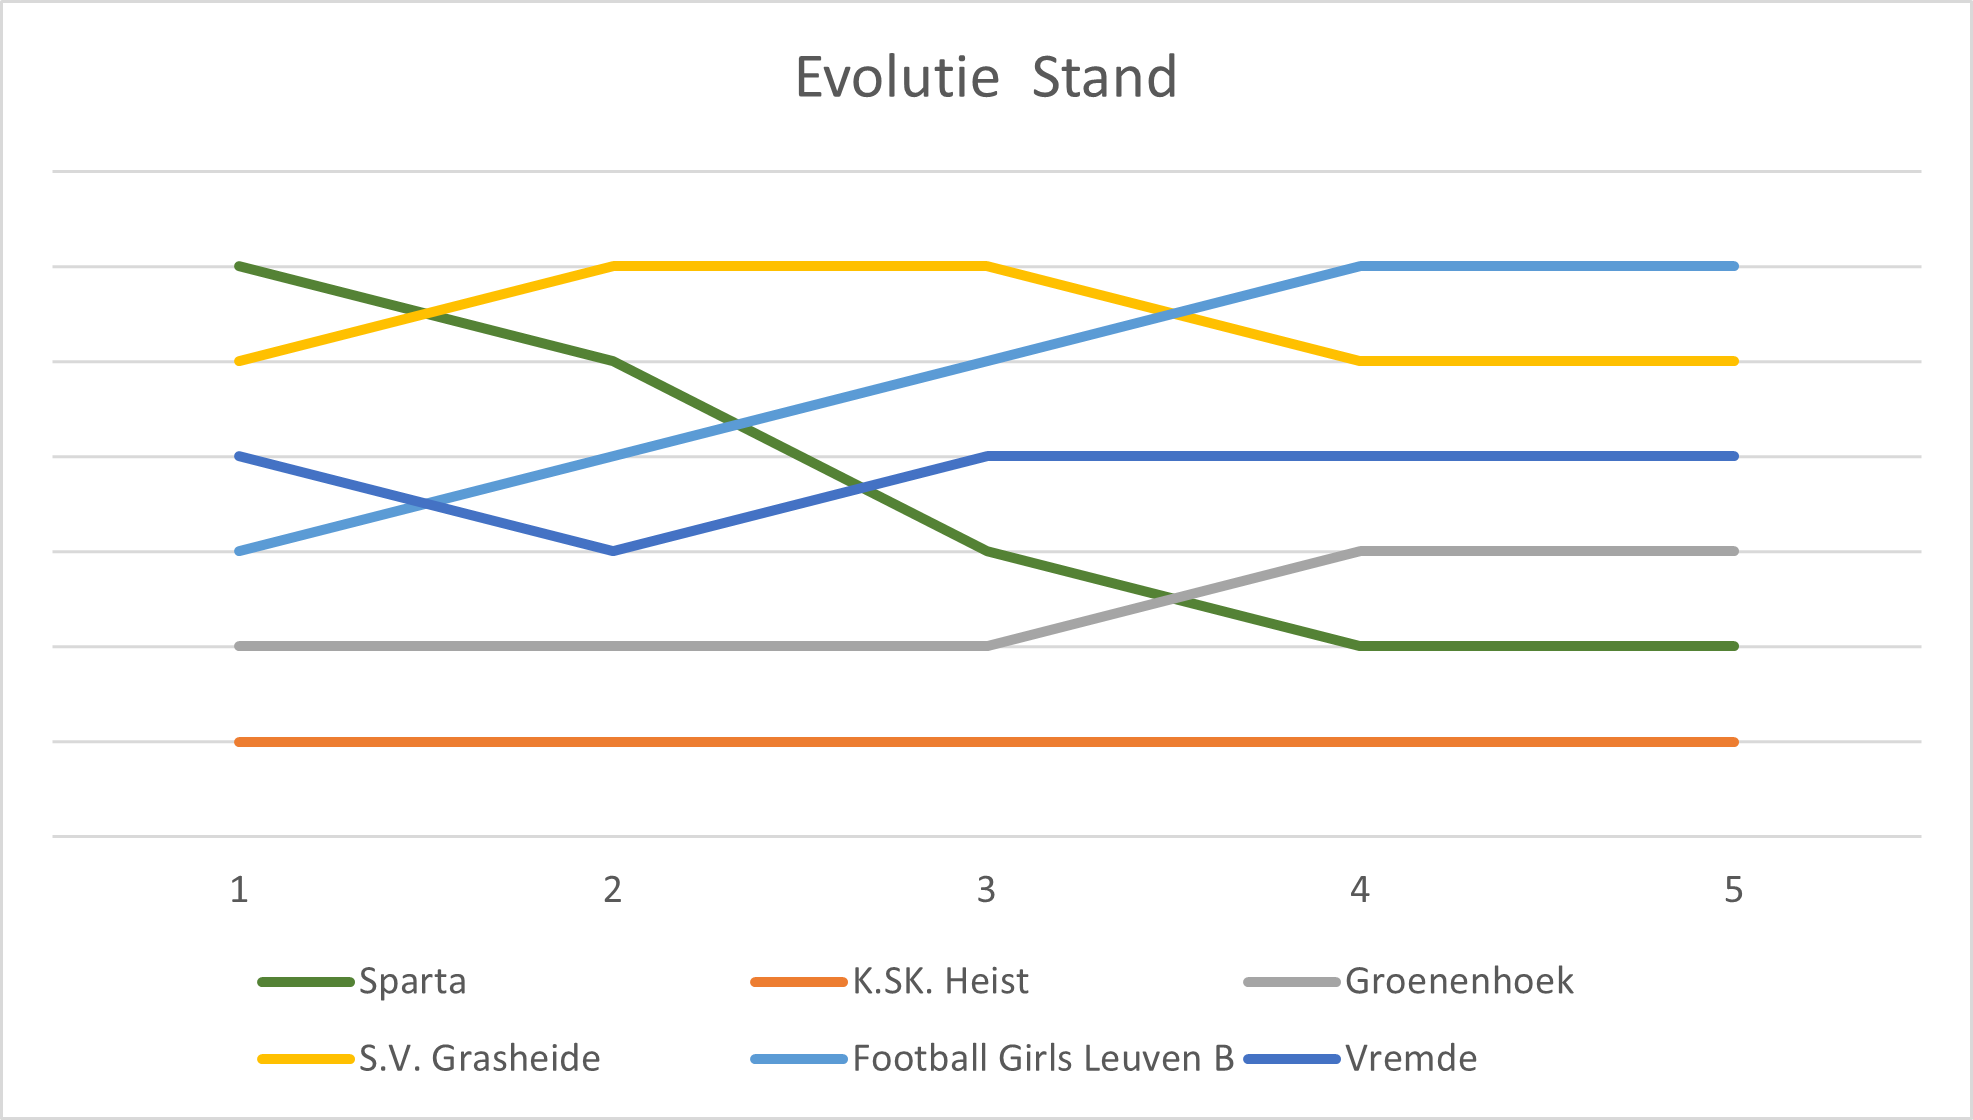 Evolutie  Stand
1 2 3 4 5
Sparta K.SK. Heist Groenenhoek
S.V. Grasheide Football Girls Leuven B Vremde